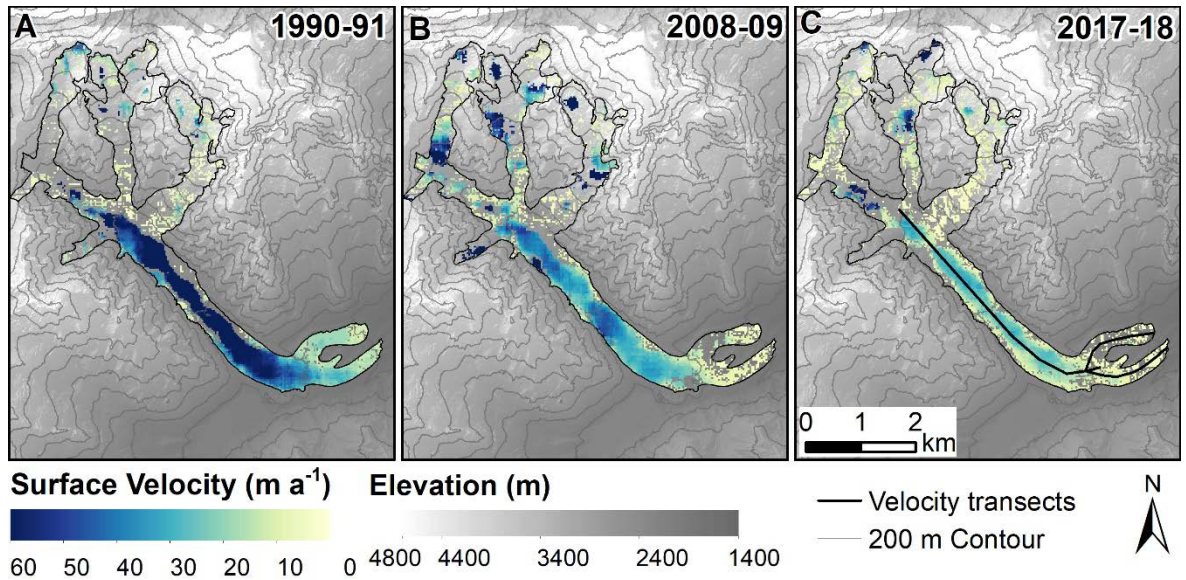 A 1990-91
B 2008-09
C 2017-18
0 1 2
km
Surface Velocity (m a-1)
60 50 40 30 20 10 0
Elevation (m)
4800 4400 3400 2400 1400
Velocity transects
200 m Contour
N